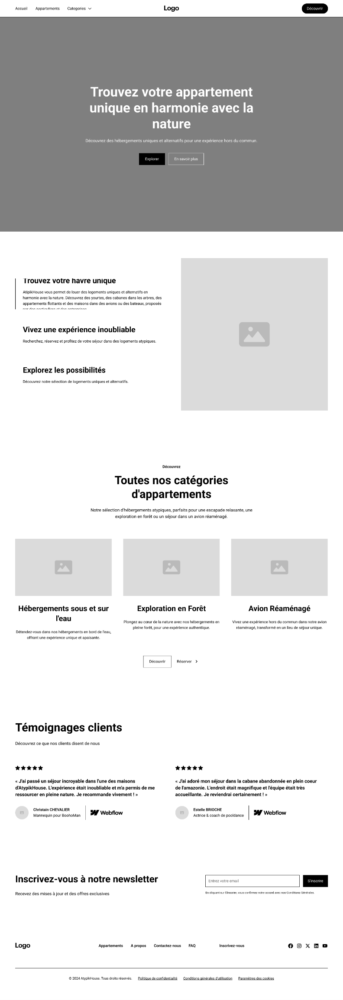 Accueil
Appartements
Categories
Logo
Découvrir
Trouvez votre appartement
unique en harmonie avec la
nature
Découvrez des hébergements uniques et alternatifs pour une expérience hors du commun.
Explorer
En savoir plus
Trouvez votre havre unique
AtipikHouse vous permet de louer des logements uniques et alternatifs en
harmonie avec la nature. Découvrez des yourtes, des cabanes dans les arbres, des
appartements flottants et des maisons dans des avions ou des bateaux, proposés
par des particuliers et des entreprises.
Vivez une expérience inoubliable
Recherchez, réservez et profitez de votre séjour dans des logements atypiques.
Explorez les possibilités
Découvrez notre sélection de logements uniques et alternatifs.
Découvrez
Toutes nos catégories
d'appartements
Notre sélection d'hébergements atypiques, parfaits pour une escapade relaxante, une
exploration en forêt ou un séjour dans un avion réaménagé.
Hébergements sous et sur
l'eau
Détendez-vous dans nos hébergements en bord de l'eau,
offrant une expérience unique et apaisante.
Exploration en Forêt
Plongez au cœur de la nature avec nos hébergements en
pleine forêt, pour une expérience authentique.
Avion Réaménagé
Vivez une expérience hors du commun dans notre avion
réaménagé, transformé en un lieu de séjour unique.
Découvrir
Réserver
Témoignages clients
Découvrez ce que nos clients disent de nous
« J'ai passé un séjour incroyable dans l'une des maisons
d'AtypikHouse. L'expérience était inoubliable et m'a permis de me
ressourcer en pleine nature. Je recommande vivement ! »
Christain CHEVALIER
Mannequin pour BoohoMan
Webflow
« J'ai adoré mon séjour dans la cabane abandonnée en plein coeur
de l'amazonie. L'endroit était magnifique et l'équipe était très
accueillante. Je reviendrai certainement ! »
Estelle BRIOCHE
Actrice & coach de pooldance
Webflow
Inscrivez-vous à notre newsletter
Recevez des mises à jour et des offres exclusives
Entrez votre email
S'inscrire
En cliquant sur S'inscrire, vous confirmez votre accord avec nos Conditions Générales.
Logo
Appartements
A propos
Contactez-nous
FAQ
Inscrivez-vous
© 2024 AtypikHouse. Tous droits réservés.
Politique de confidentialité
Conditions générales d'utilisation
Paramètres des cookies